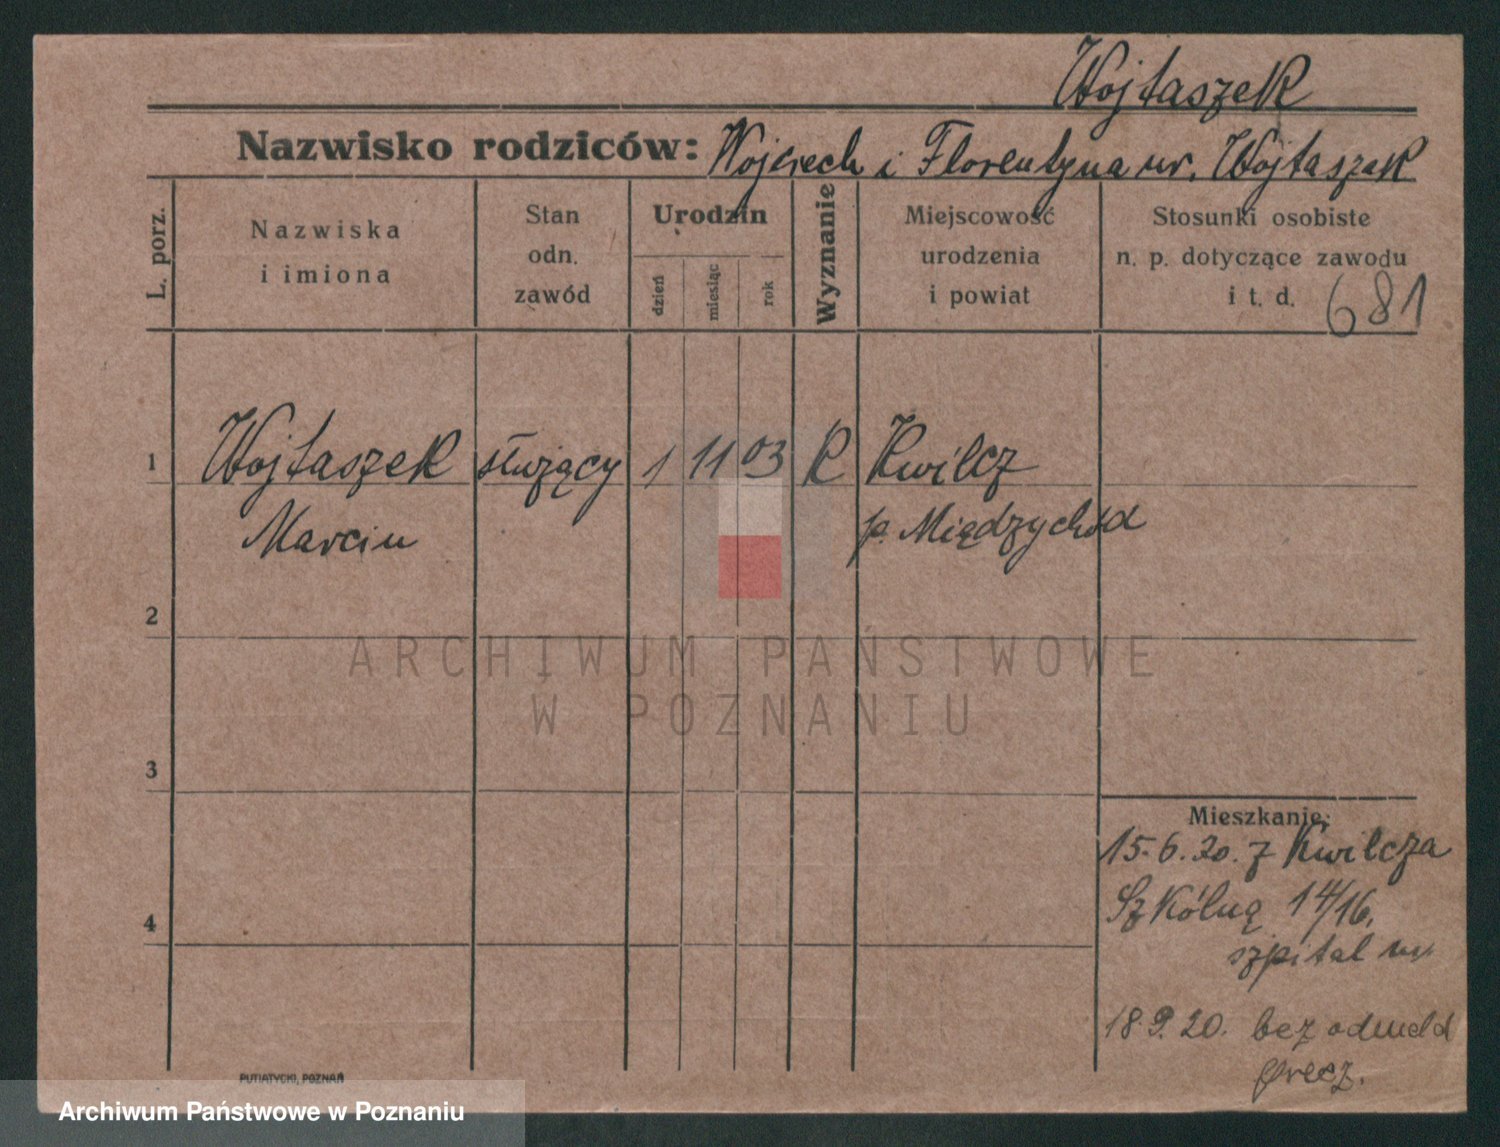 Wojtaszek
Nazwisko rodziców: Wojciech i Florentyna ur. Wojtaszek
L. porz.
Nazwiska
i imiona
Stan
odn.
zawód
Urodzin
dzień
miesiąc
rok
Wyznanie
Miejscowość
urodzenia
i powiat
Stosunki osobiste
n. p. dotyczące zawodu
i t. d. 681
1 Wojtaszek służący 1 11 03 R Kwilcz
Marcin p. Międzychód
2
ARCHIWUM PAŃSTWOWE
W POZNANIU
3
Mieszkanie:
15.6.20. z Kwilcza
Szkólną 14/16,
4
szpital m.
18.9.20. bez odmeld
precz.
PUTIATYCKI, POZNAŃ
Archiwum Państwowe w Poznaniu